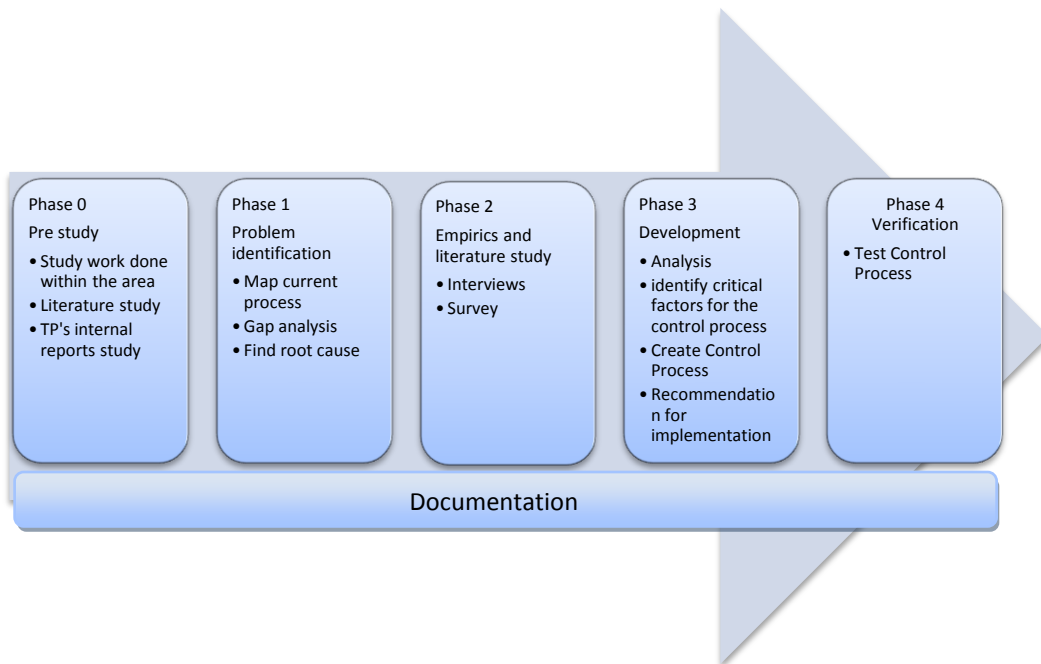 Phase 0
Pre study
• Study work done
within the area
• Literature study
• TP's internal
reports study
Phase 1
Problem
identification
• Map current
process
• Gap analysis
• Find root cause
Phase 2
Empirics and
literature study
• Interviews
• Survey
Phase 3
Development
• Analysis
• identify critical
factors for the
control process
• Create Control
Process
• Recommendatio
n for
implementation
Phase 4
Verification
• Test Control
Process
Documentation